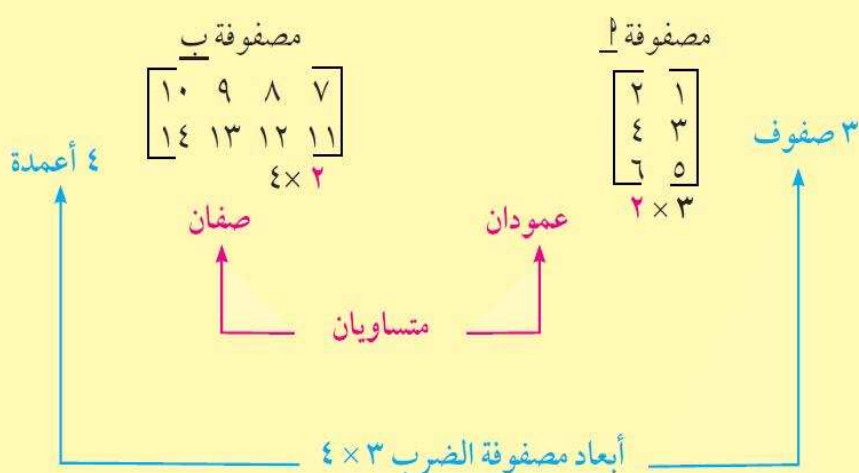 مصفوفة أ
مصفوفة ب
١ ٢
٣ ٤
٥ ٦
٣ × ٢
٧ ٨ ٩ ١٠
١١ ١٢ ١٣ ١٤
٢ × ٤
٣ صفوف
٤ أعمدة
عمودان
صفان
متساويان
أبعاد مصفوفة الضرب ٣ × ٤